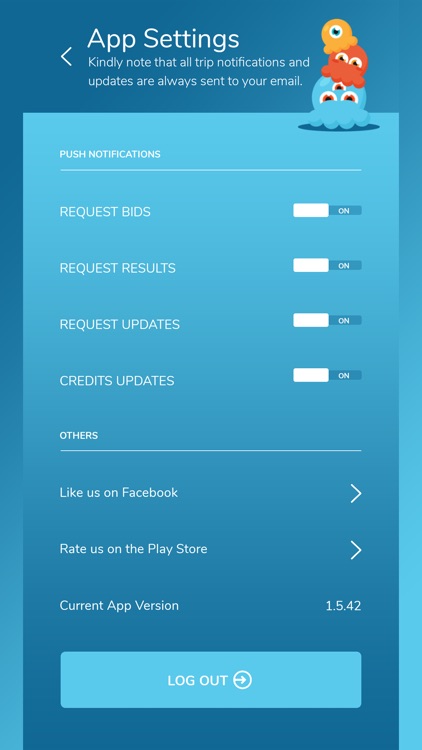 App Settings
Kindly note that all trip notifications and
updates are always sent to your email.
PUSH NOTIFICATIONS
REQUEST BIDS ON
REQUEST RESULTS ON
REQUEST UPDATES ON
CREDITS UPDATES ON
OTHERS
Like us on Facebook
Rate us on the Play Store
Current App Version 1.5.42
LOG OUT